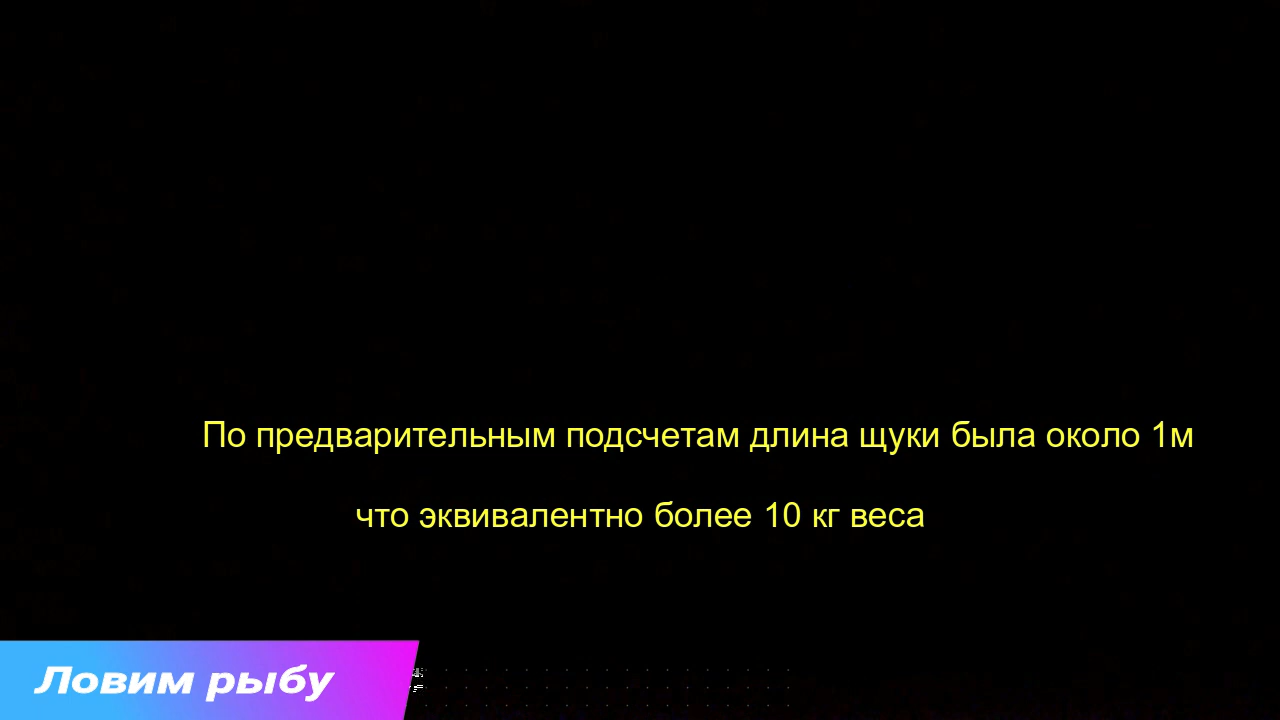 По предварительным подсчетам длина щуки была около 1м
что эквивалентно более 10 кг веса
Ловим рыбу